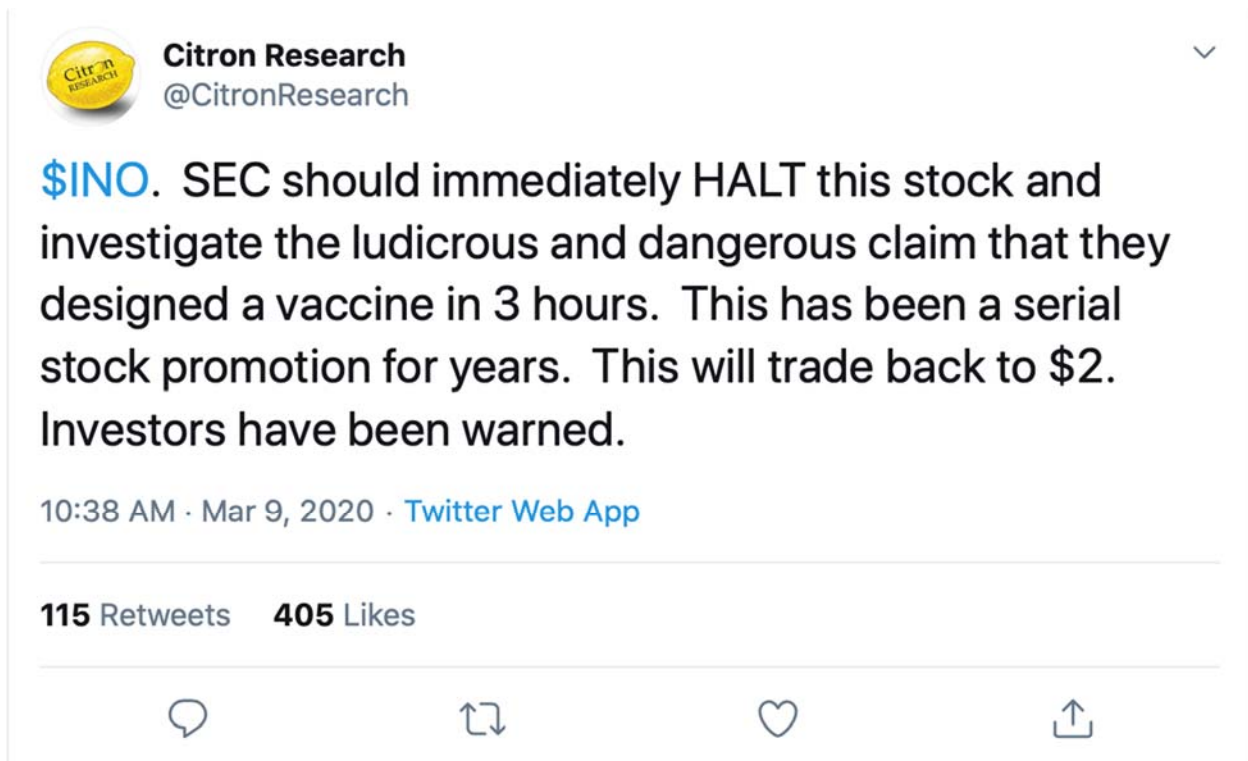 Citron
RESEARCH
Citron Research
@CitronResearch
$INO. SEC should immediately HALT this stock and
investigate the ludicrous and dangerous claim that they
designed a vaccine in 3 hours. This has been a serial
stock promotion for years. This will trade back to $2.
Investors have been warned.
10:38 AM · Mar 9, 2020 · Twitter Web App
115 Retweets 405 Likes